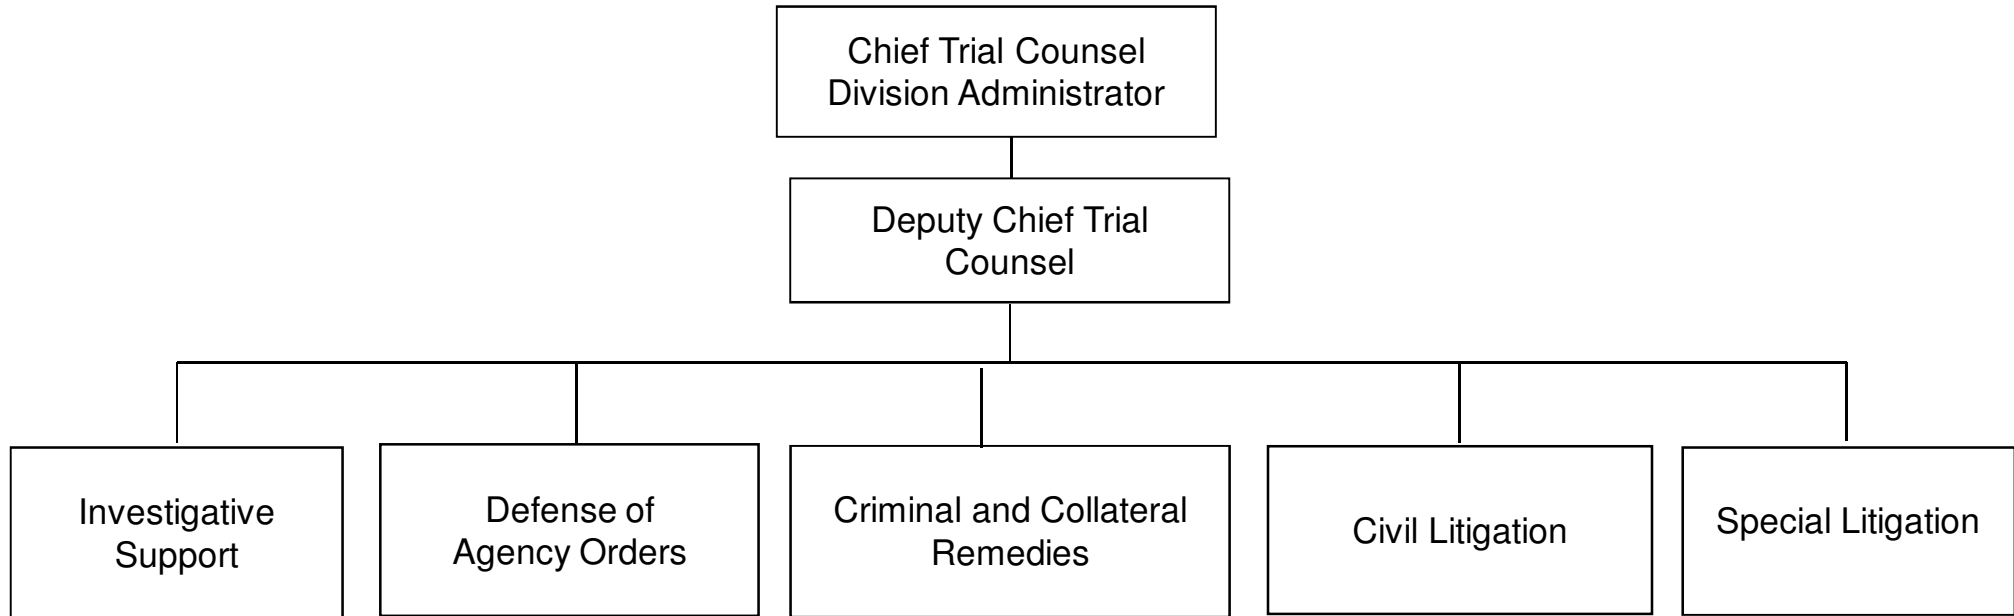 Chief Trial Counsel
Division Administrator
Deputy Chief Trial
Counsel
Investigative
Support
Defense of
Agency Orders
Criminal and Collateral
Remedies
Civil Litigation
Special Litigation